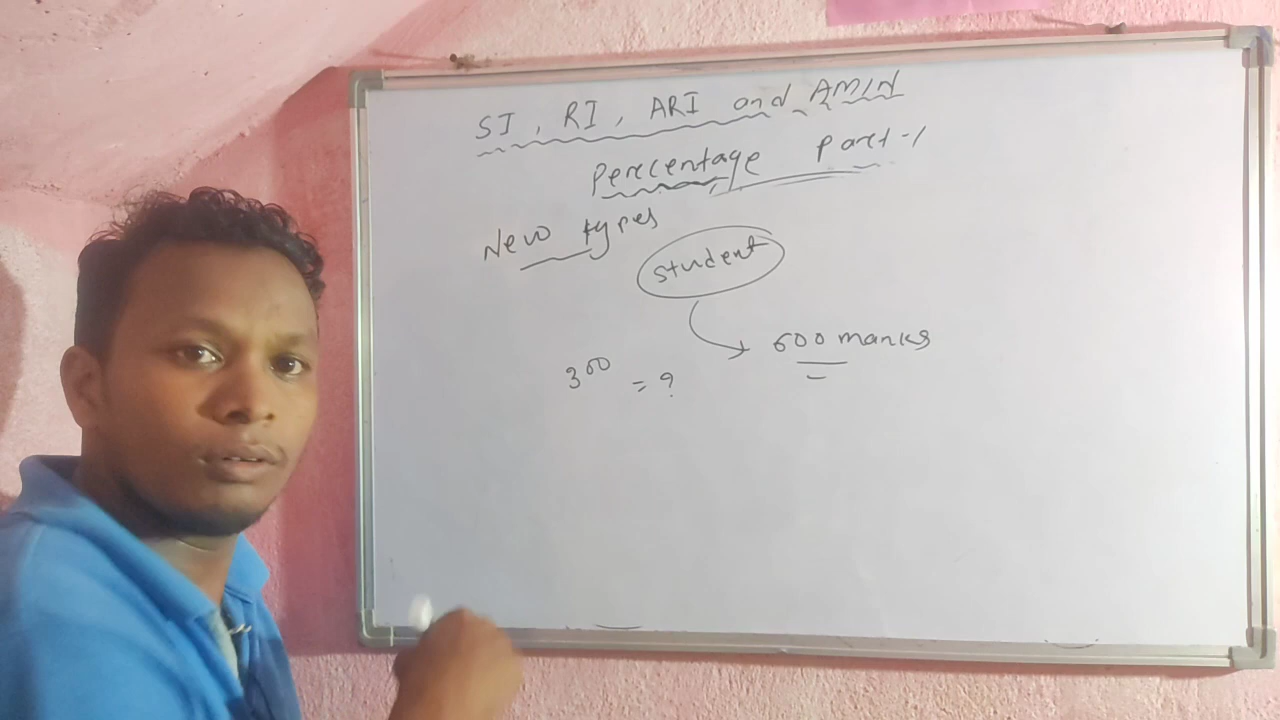 SI, RI, ARI and AMIN
Percentage Part-1
New types
student
600 marks
300 = ?